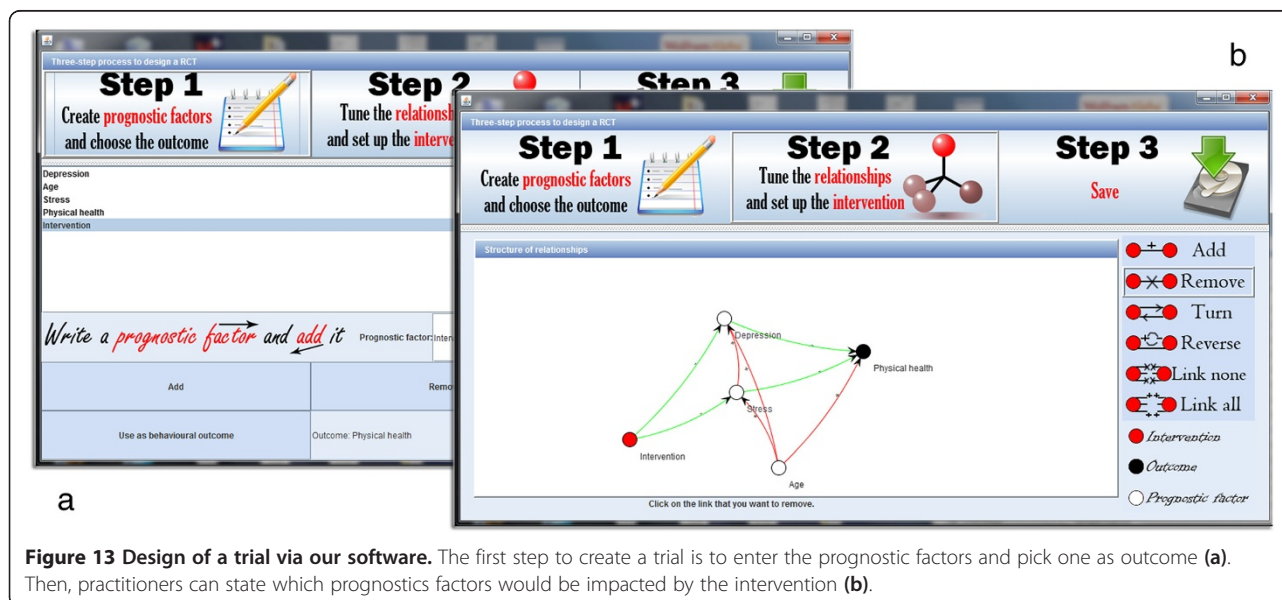 a
Three-step process to design a RCT
Step 1
Create prognostic factors
and choose the outcome
Step 2
Tune the
and set up the
Step 3
Depression
Age
Stress
Physical health
Intervention
Write a prognostic factor and add it
Prognostic factor:
Add
Use as behavioural outcome
Outcome: Physical health
b
Three-step process to design a RCT
Step 1
Create prognostic factors
and choose the outcome
Step 2
Tune the relationships
and set up the intervention
Step 3
Save
Structure of relationships
Depression
Physical health
Stress
Intervention
Age
Click on the link that you want to remove.
Add
Remove
Turn
Reverse
Link none
Link all
Intervention
Outcome
Prognostic factor
Figure 13 Design of a trial via our software. The first step to create a trial is to enter the prognostic factors and pick one as outcome (a).
Then, practitioners can state which prognostics factors would be impacted by the intervention (b).